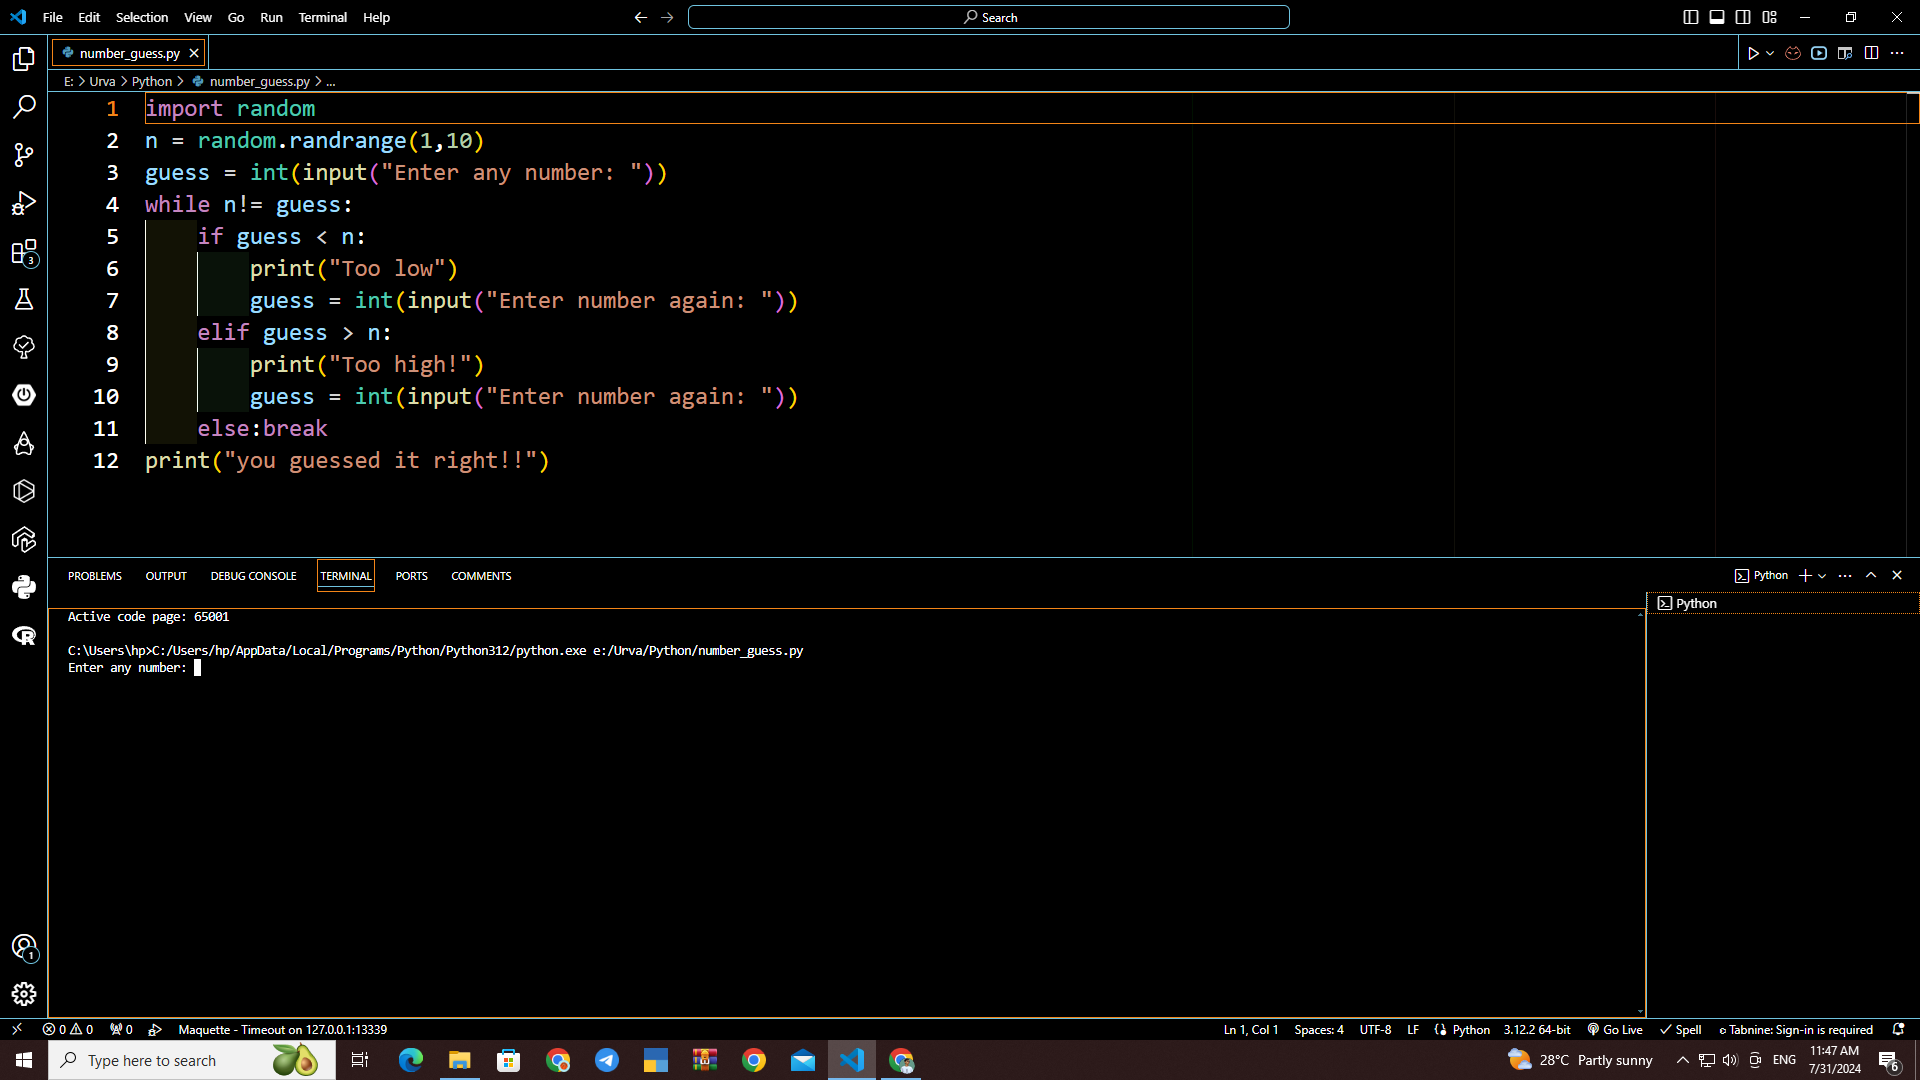 File Edit Selection View Go Run Terminal Help
Search
number_guess.py
E: > Urva > Python > number_guess.py > ...
1 import random
2 n = random.randrange(1,10)
3 guess = int(input("Enter any number: "))
4 while n!= guess:
5 if guess < n:
6 print("Too low")
7 guess = int(input("Enter number again: "))
8 elif guess > n:
9 print("Too high!")
10 guess = int(input("Enter number again: "))
11 else:break
12 print("you guessed it right!!")
3
1
PROBLEMS OUTPUT DEBUG CONSOLE TERMINAL PORTS COMMENTS
Python
Python
Active code page: 65001
C:\Users\hp>C:/Users/hp/AppData/Local/Programs/Python/Python312/python.exe e:/Urva/Python/number_guess.py
Enter any number:
0 0 0 Maquette - Timeout on 127.0.0.1:13339
Ln 1, Col 1 Spaces: 4 UTF-8 LF Python 3.12.2 64-bit Go Live Spell Tabnine: Sign-in is required
Type here to search
28°C Partly sunny
ENG
11:47 AM
7/31/2024
6